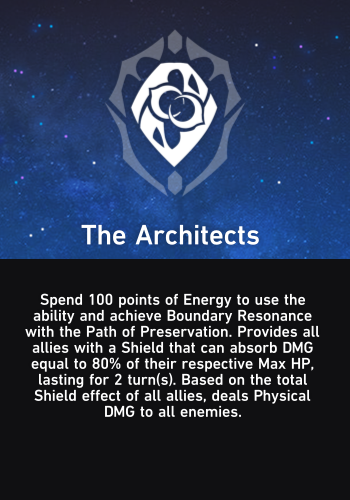 The Architects
Spend 100 points of Energy to use the
ability and achieve Boundary Resonance
with the Path of Preservation. Provides all
allies with a Shield that can absorb DMG
equal to 80% of their respective Max HP,
lasting for 2 turn(s). Based on the total
Shield effect of all allies, deals Physical
DMG to all enemies.